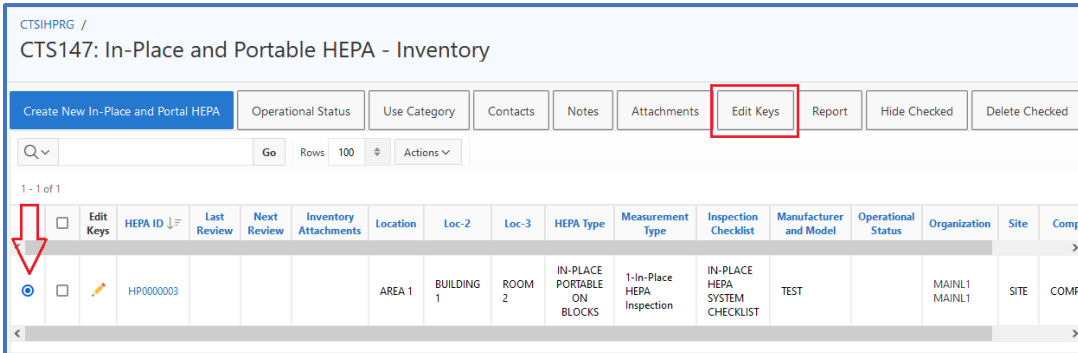 CTSIHPRG /
CTS147: In-Place and Portable HEPA - Inventory
Create New In-Place and Portal HEPA Operational Status Use Category Contacts Notes Attachments Edit Keys Report Hide Checked Delete Checked
Go Rows 100 Actions
1 - 1 of 1
Edit Keys HEPA ID Last Review Next Review Inventory Attachments Location Loc-2 Loc-3 HEPA Type Measurement Type Inspection Checklist Manufacturer and Model Operational Status Organization Site Comp
HP0000003 AREA 1 BUILDING 1 ROOM 2 IN-PLACE PORTABLE ON BLOCKS 1-In-Place HEPA Inspection IN-PLACE HEPA SYSTEM CHECKLIST TEST MAINL1 MAINL1 SITE COMP